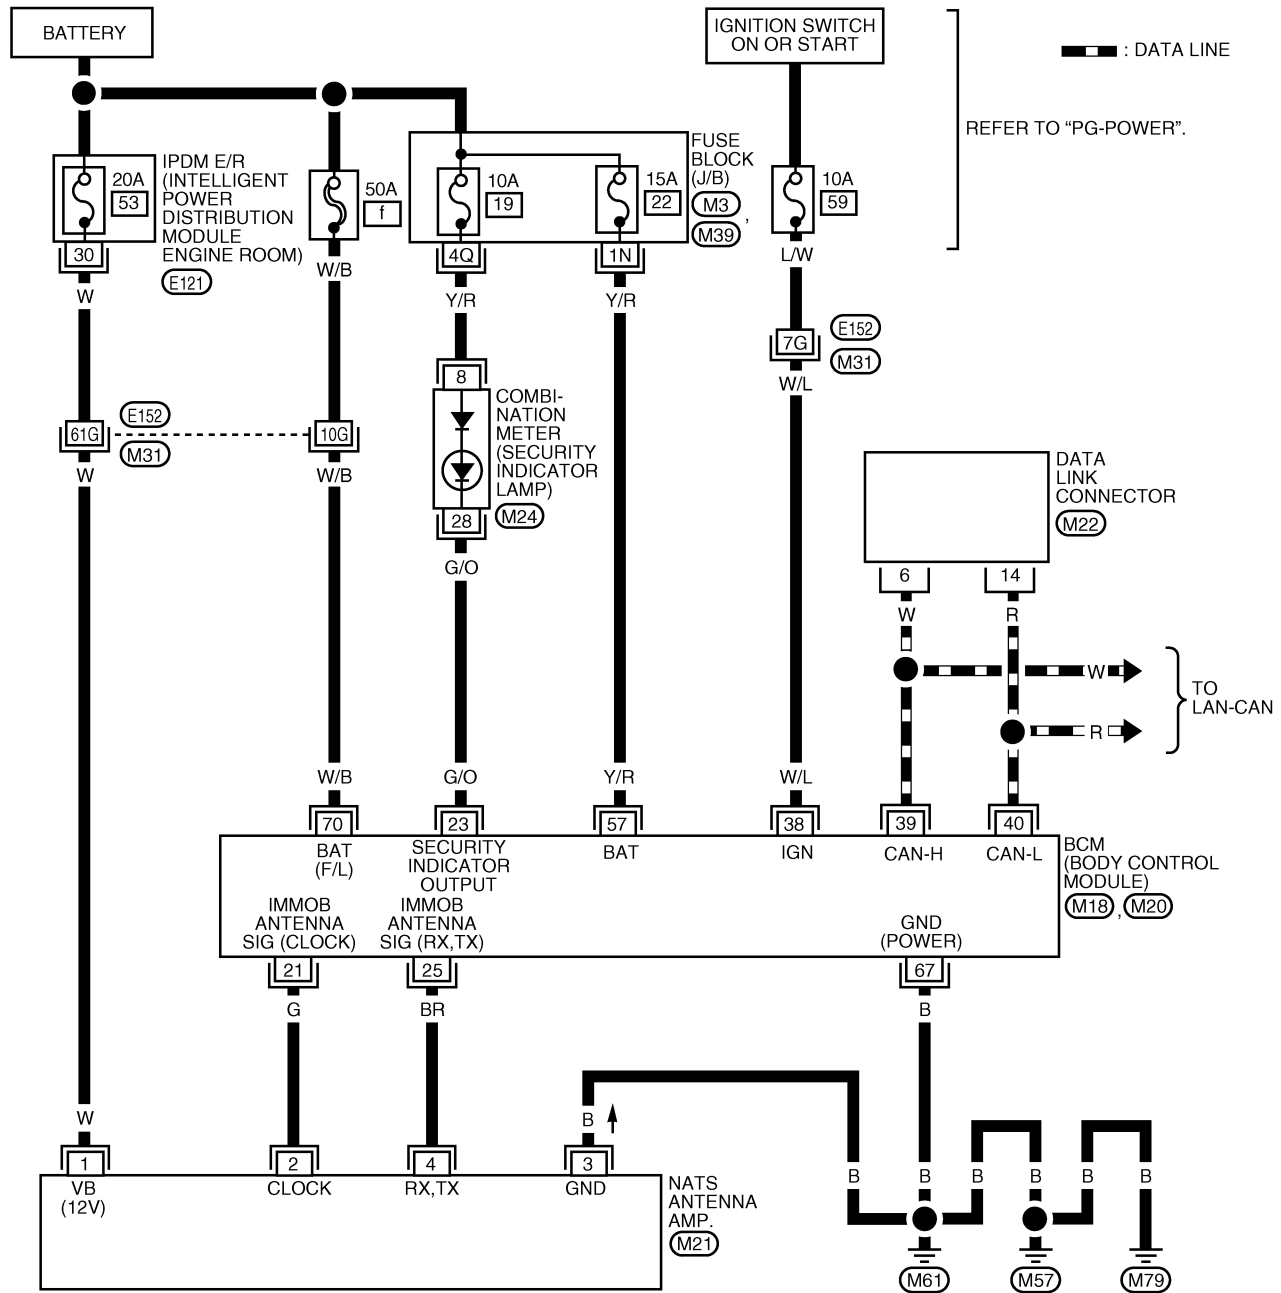 BATTERY
IGNITION SWITCH
ON OR START
: DATA LINE
REFER TO “PG-POWER”.
20A
53
IPDM E/R
(INTELLIGENT
POWER
DISTRIBUTION
MODULE
ENGINE ROOM)
E121
50A
f
10A
19
15A
22
FUSE
BLOCK
(J/B)
M3
,
M39
10A
59
30
4Q
1N
W
W/B
Y/R
Y/R
L/W
7G
E152
M31
W/L
8
COMBI-
NATION
METER
(SECURITY
INDICATOR
LAMP)
M24
28
G/O
61G
E152
M31
10G
W
W/B
DATA
LINK
CONNECTOR
M22
6
14
W
R
W
R
TO
LAN-CAN
W/B
G/O
Y/R
W/L
70
23
57
38
39
40
BAT
(F/L)
SECURITY
INDICATOR
OUTPUT
BAT
IGN
CAN-H
CAN-L
BCM
(BODY CONTROL
MODULE)
M18 , M20
IMMOB
ANTENNA
SIG (CLOCK)
IMMOB
ANTENNA
SIG (RX,TX)
GND
(POWER)
21
25
67
G
BR
B
W
B
B
B
B
B
B
B
1
2
4
3
VB
(12V)
CLOCK
RX,TX
GND
NATS
ANTENNA
AMP.
M21
M61
M57
M79